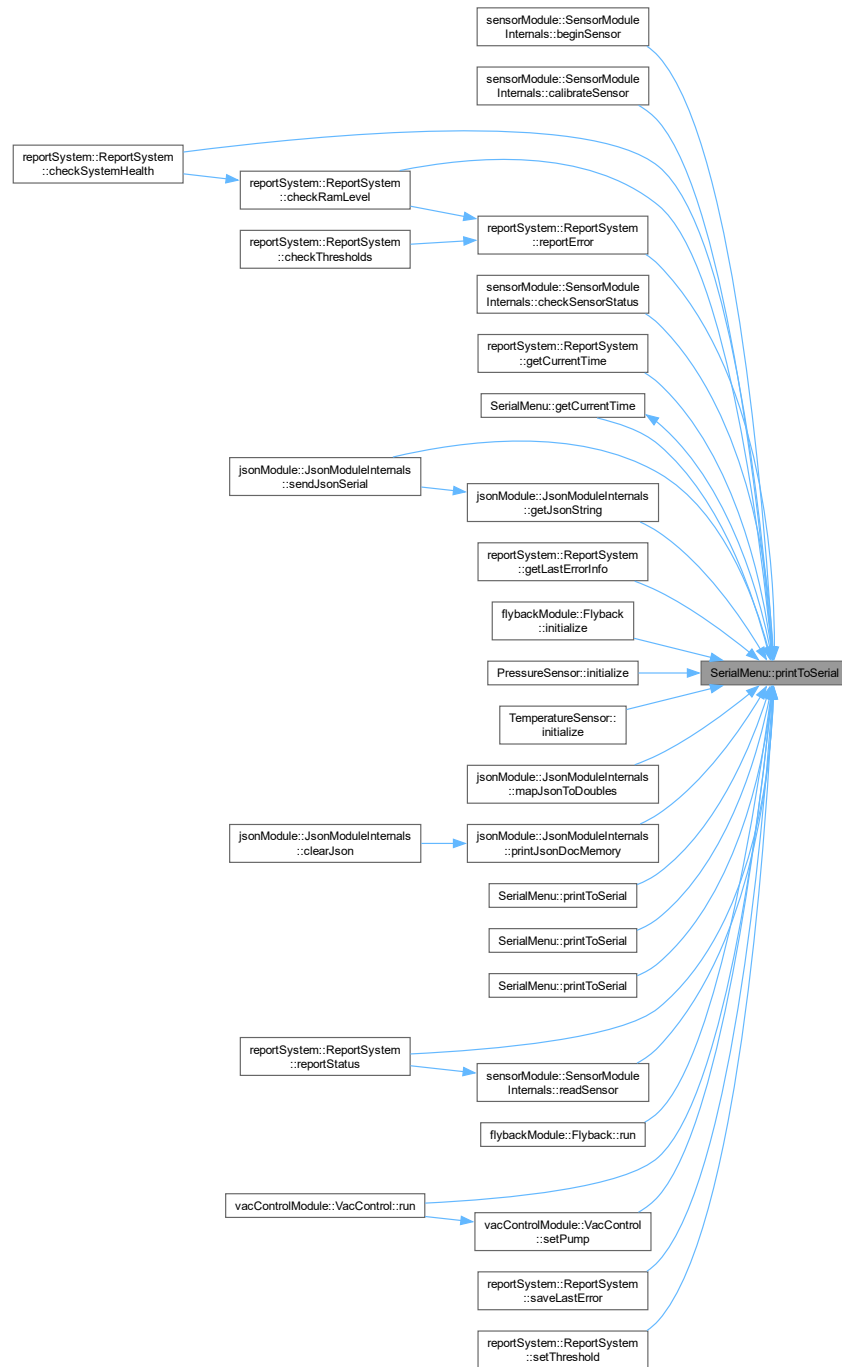 sensorModule::SensorModule
Internals::beginSensor
sensorModule::SensorModule
Internals::calibrateSensor
reportSystem::ReportSystem
::checkSystemHealth
reportSystem::ReportSystem
::checkRamLevel
reportSystem::ReportSystem
::reportError
reportSystem::ReportSystem
::checkThresholds
sensorModule::SensorModule
Internals::checkSensorStatus
reportSystem::ReportSystem
::getCurrentTime
SerialMenu::getCurrentTime
jsonModule::JsonModuleInternals
::sendJsonSerial
jsonModule::JsonModuleInternals
::getJsonString
reportSystem::ReportSystem
::getLastErrorInfo
flybackModule::Flyback
::initialize
PressureSensor::initialize
SerialMenu::printToSerial
TemperatureSensor::
initialize
jsonModule::JsonModuleInternals
::mapJsonToDoubles
jsonModule::JsonModuleInternals
::clearJson
jsonModule::JsonModuleInternals
::printJsonDocMemory
SerialMenu::printToSerial
SerialMenu::printToSerial
SerialMenu::printToSerial
reportSystem::ReportSystem
::reportStatus
sensorModule::SensorModule
Internals::readSensor
flybackModule::Flyback::run
vacControlModule::VacControl::run
vacControlModule::VacControl
::setPump
reportSystem::ReportSystem
::saveLastError
reportSystem::ReportSystem
::setThreshold